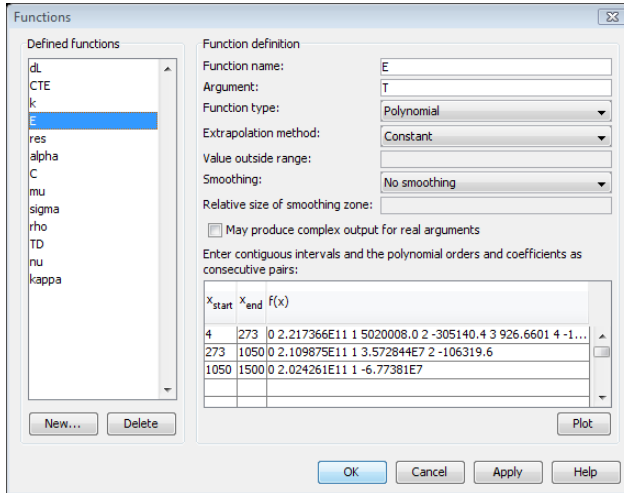 Functions
Defined functions
dL
CTE
k
E
res
alpha
C
mu
sigma
rho
TD
nu
kappa
New...
Delete
Function definition
Function name: E
Argument: T
Function type: Polynomial
Extrapolation method: Constant
Value outside range:
Smoothing: No smoothing
Relative size of smoothing zone:
May produce complex output for real arguments
Enter contiguous intervals and the polynomial orders and coefficients as
consecutive pairs:
xstart xend f(x)
4 273 0 2.217366E11 1 5020008.0 2 -305140.4 3 926.6601 4 -1...
273 1050 0 2.109875E11 1 3.572844E7 2 -106319.6
1050 1500 0 2.024261E11 1 -6.77381E7
Plot
OK Cancel Apply Help